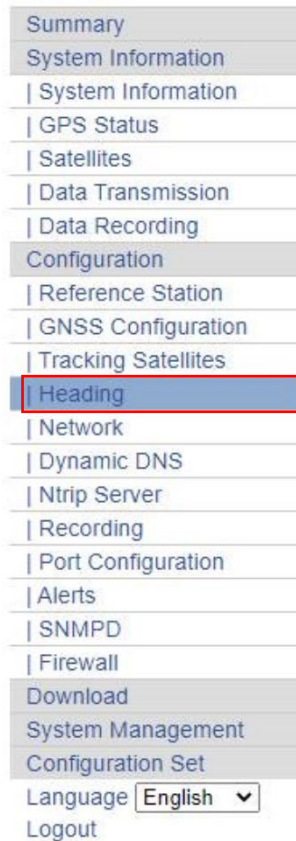 Summary
System Information
| System Information
| GPS Status
| Satellites
| Data Transmission
| Data Recording
Configuration
| Reference Station
| GNSS Configuration
| Tracking Satellites
| Heading
| Network
| Dynamic DNS
| Ntrip Server
| Recording
| Port Configuration
| Alerts
| SNMPD
| Firewall
Download
System Management
Configuration Set
Language English
Logout